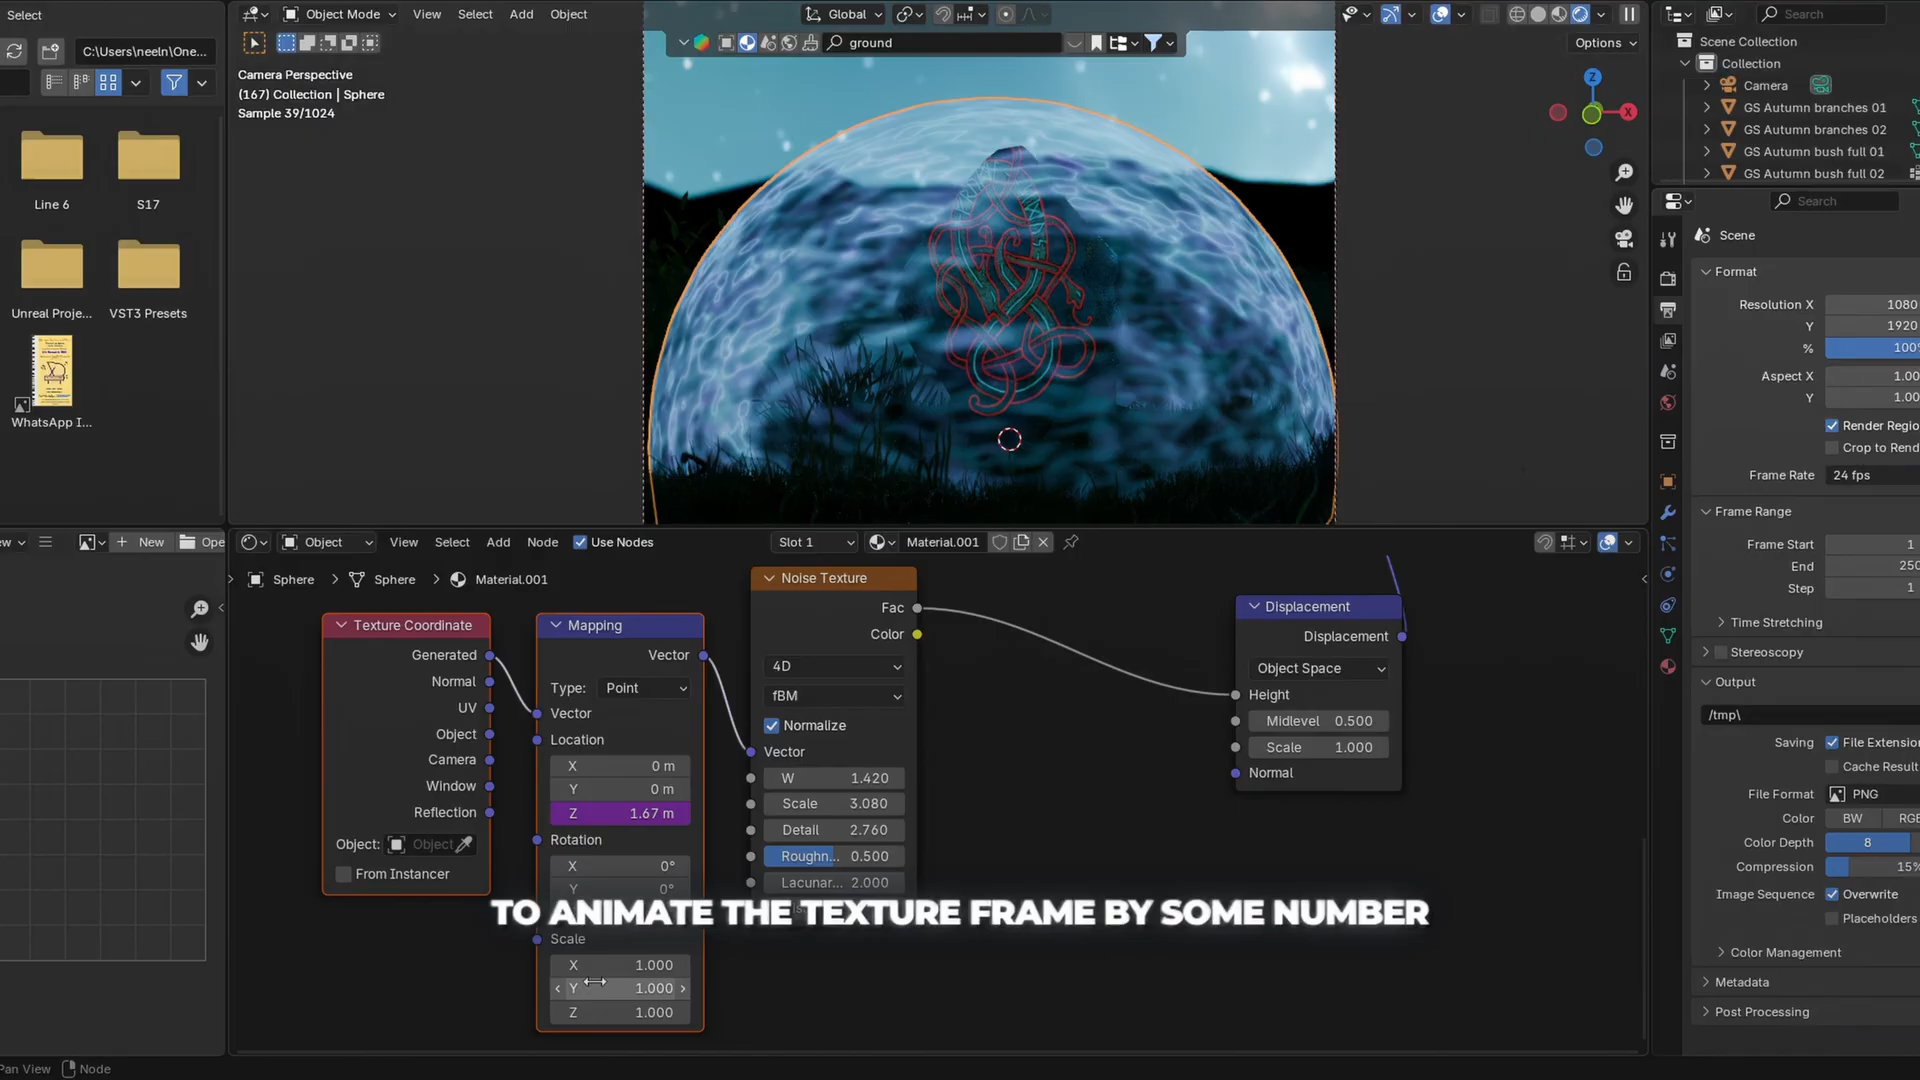 Select
Object Mode
View
Select
Add
Object
Global
Options
Search
C:\Users\neeln\One...
ground
Camera Perspective
(167) Collection | Sphere
Sample 39/1024
Z
X
Scene Collection
Collection
Camera
GS Autumn branches 01
GS Autumn branches 02
GS Autumn bush full 01
GS Autumn bush full 02
Line 6
S17
Unreal Proje...
VST3 Presets
WhatsApp I...
Search
Scene
Format
Resolution X 1080
Y 1920
% 100%
Aspect X 1.00
Y 1.00
Render Regio
Crop to Rend
Frame Rate 24 fps
Frame Range
Frame Start 1
End 250
Step 1
Time Stretching
Stereoscopy
Output
/tmp\
Saving File Extension
Cache Result
File Format PNG
Color BW RGB
Color Depth 8
Compression 15%
Image Sequence Overwrite
Placeholders
Color Management
Metadata
Post Processing
New
Ope
Object
View
Select
Add
Node
Use Nodes
Slot 1
Material.001
Sphere
Sphere
Material.001
Texture Coordinate
Generated
Normal
UV
Object
Camera
Window
Reflection
Object: Object
From Instancer
Mapping
Vector
Type: Point
Vector
Location
X 0 m
Y 0 m
Z 1.67 m
Rotation
X 0°
Y 0°
Scale
X 1.000
Y 1.000
Z 1.000
Noise Texture
Fac
Color
4D
fBM
Normalize
Vector
W 1.420
Scale 3.080
Detail 2.760
Roughn... 0.500
Lacunar... 2.000
Displacement
Displacement
Object Space
Height
Midlevel 0.500
Scale 1.000
Normal
TO ANIMATE THE TEXTURE FRAME BY SOME NUMBER
Pan View
Node